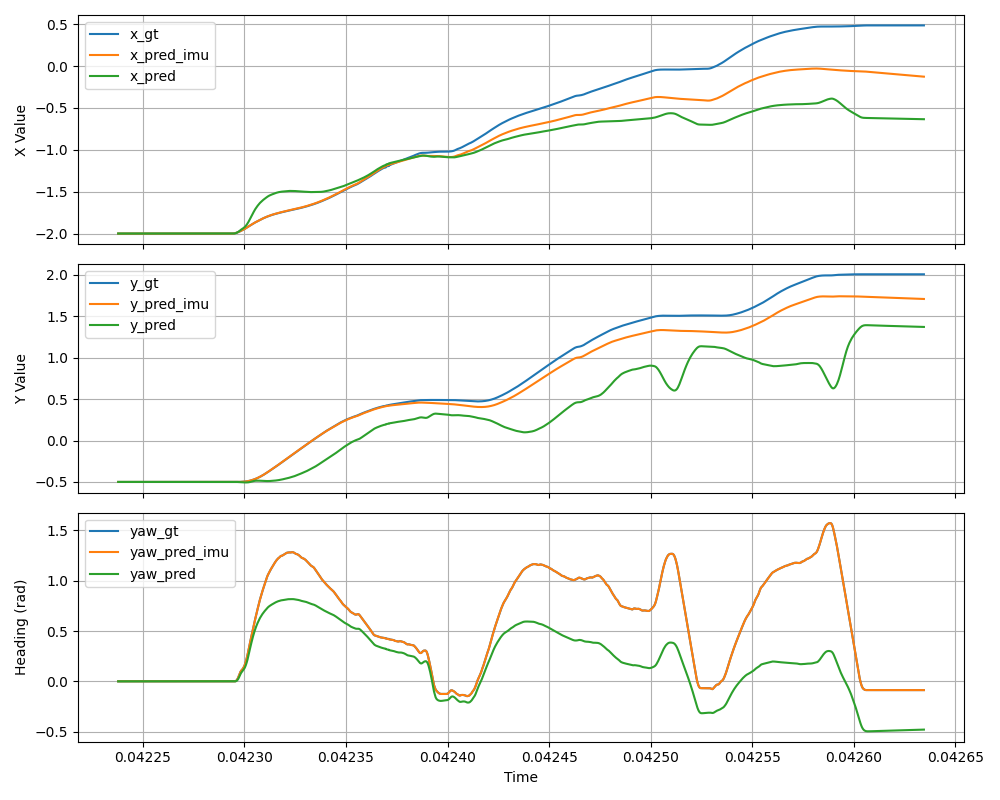 0.5
0.0
−0.5
−1.0
−1.5
−2.0
X Value
x_gt
x_pred_imu
x_pred
2.0
1.5
1.0
0.5
0.0
−0.5
Y Value
y_gt
y_pred_imu
y_pred
1.5
1.0
0.5
0.0
−0.5
Heading (rad)
yaw_gt
yaw_pred_imu
yaw_pred
0.04225 0.04230 0.04235 0.04240 0.04245 0.04250 0.04255 0.04260 0.04265
Time